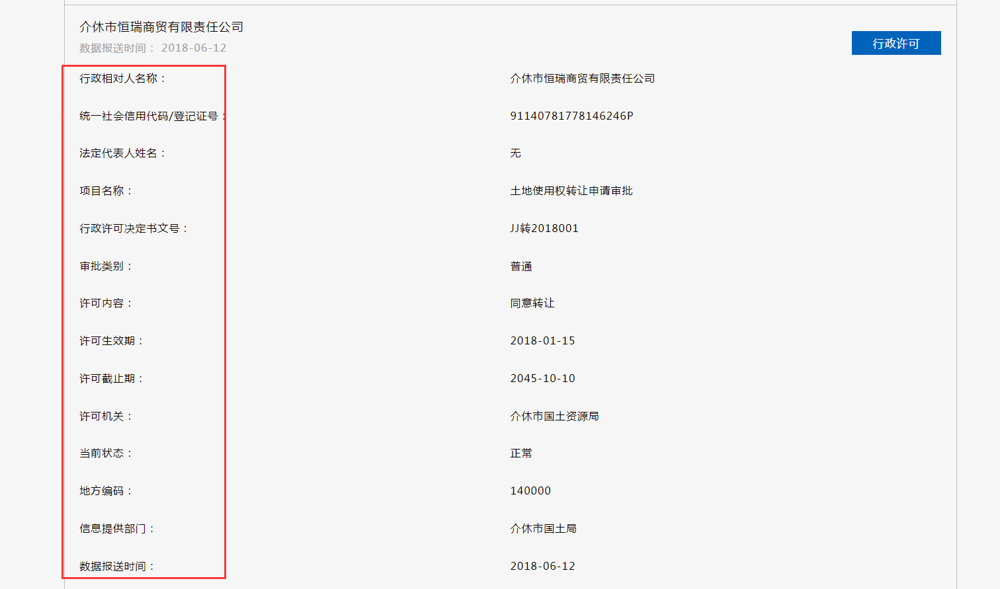 介休市恒瑞商贸有限责任公司
数据报送时间： 2018-06-12
行政许可
行政相对人名称： 介休市恒瑞商贸有限责任公司
统一社会信用代码/登记证号： 91140781778146246P
法定代表人姓名： 无
项目名称： 土地使用权转让申请审批
行政许可决定书文号： JJ转2018001
审批类别： 普通
许可内容： 同意转让
许可生效期： 2018-01-15
许可截止期： 2045-10-10
许可机关： 介休市国土资源局
当前状态： 正常
地方编码： 140000
信息提供部门： 介休市国土局
数据报送时间： 2018-06-12